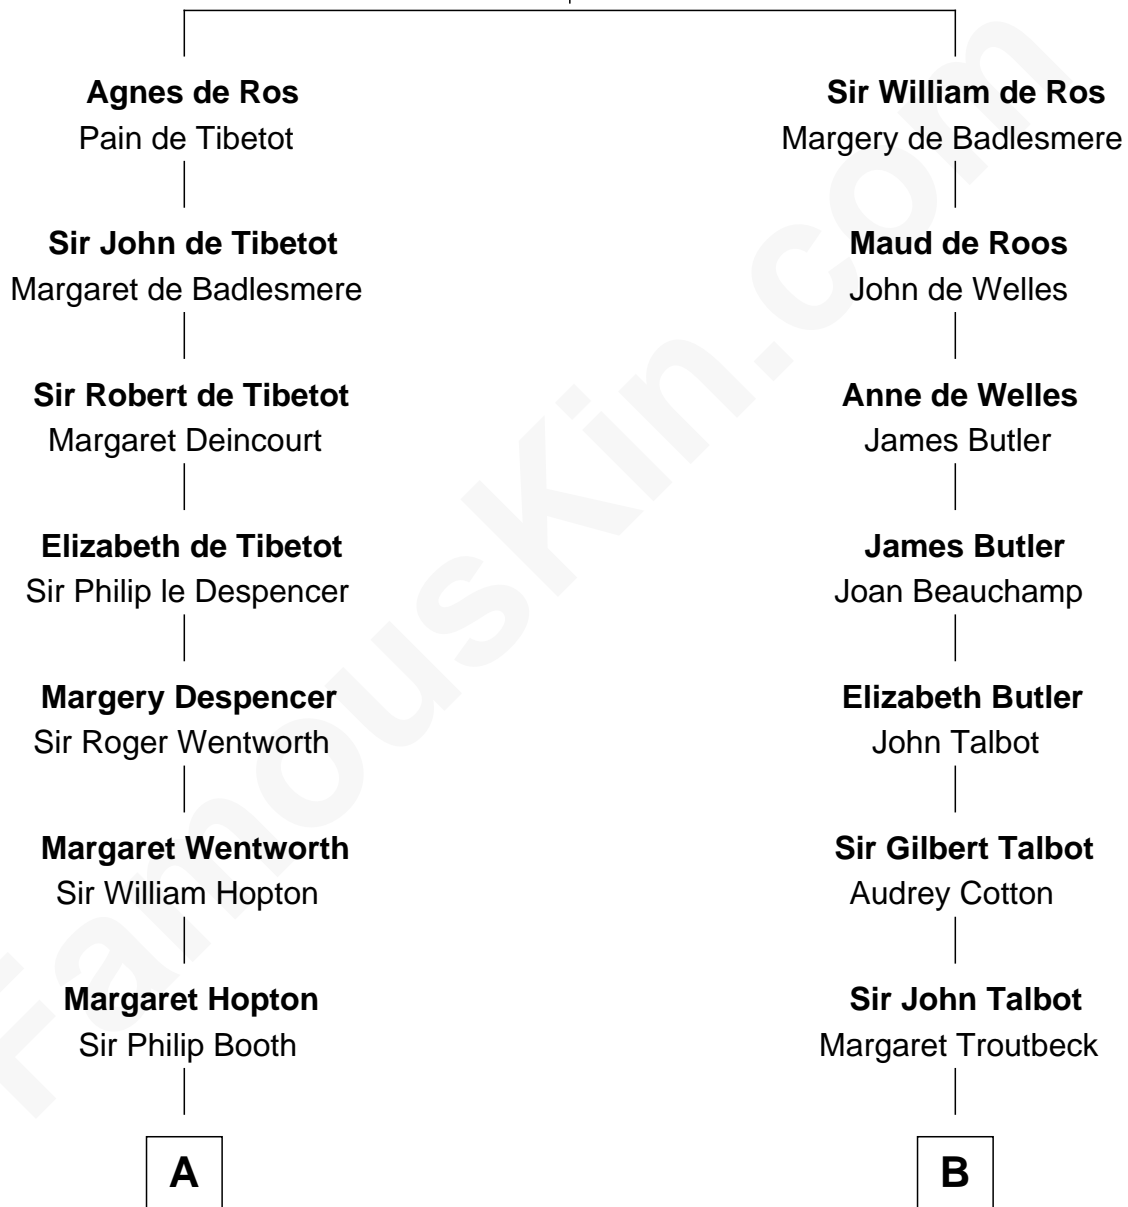 Agnes de Ros
Pain de Tibetot
Sir John de Tibetot
Margaret de Badlesmere
Sir Robert de Tibetot
Margaret Deincourt
Elizabeth de Tibetot
Sir Philip le Despencer
Margery Despencer
Sir Roger Wentworth
Margaret Wentworth
Sir William Hopton
Margaret Hopton
Sir Philip Booth
A
Sir William de Ros
Margery de Badlesmere
Maud de Roos
John de Welles
Anne de Welles
James Butler
James Butler
Joan Beauchamp
Elizabeth Butler
John Talbot
Sir Gilbert Talbot
Audrey Cotton
Sir John Talbot
Margaret Troutbeck
B
FamousKin.com